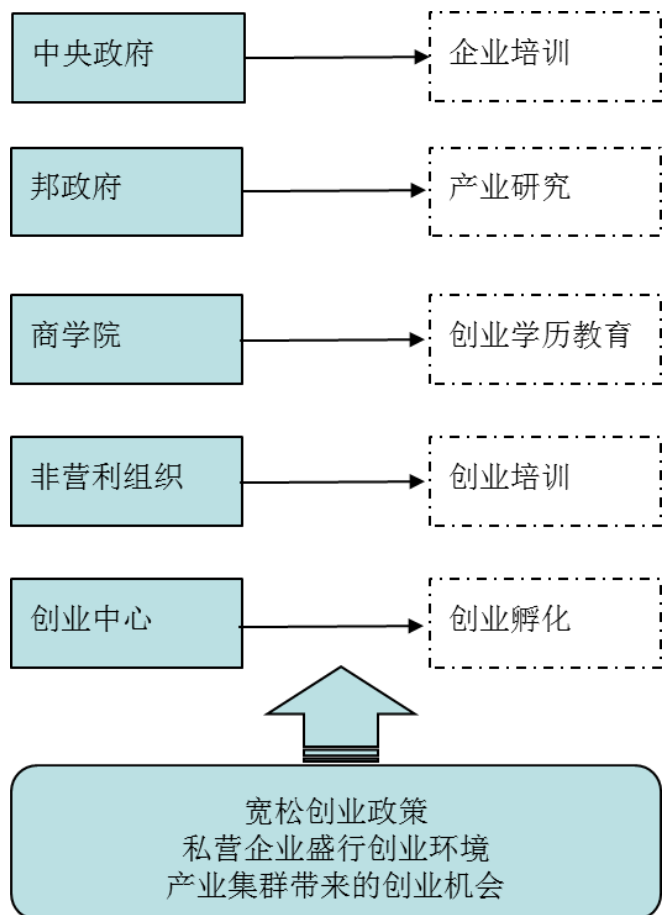 中央政府
企业培训
邦政府
产业研究
商学院
创业学历教育
非营利组织
创业培训
创业中心
创业孵化
宽松创业政策
私营企业盛行创业环境
产业集群带来的创业机会